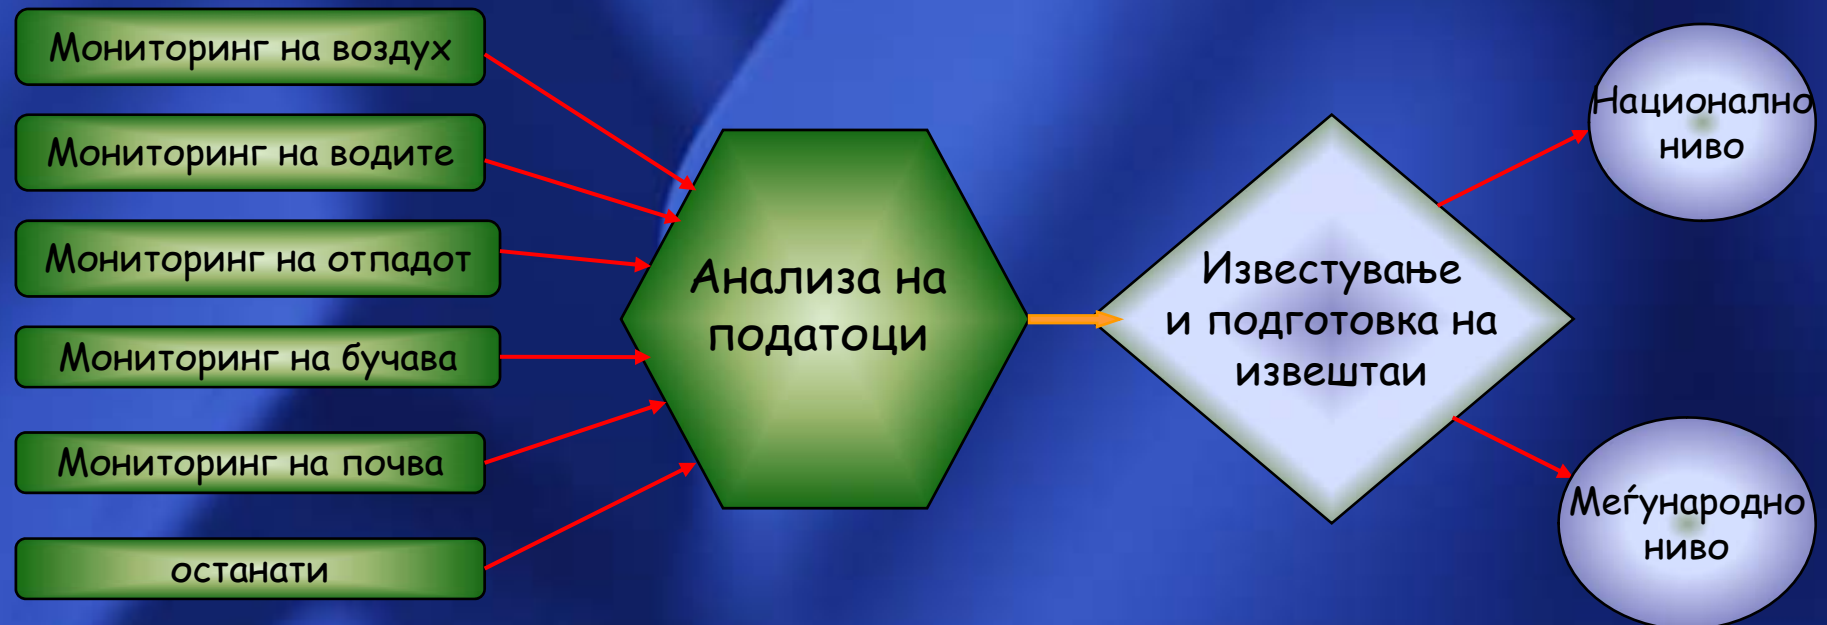 Мониторинг на воздух
Мониторинг на водите
Мониторинг на отпадот
Мониторинг на бучава
Мониторинг на почва
останати
Анализа на
податоци
Известување
и подготовка на
извештаи
Национално
ниво
Меѓународно
ниво